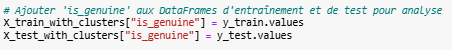 # Ajouter 'is_genuine' aux DataFrames d'entraînement et de test pour analyse
X_train_with_clusters["is_genuine"] = y_train.values
X_test_with_clusters["is_genuine"] = y_test.values